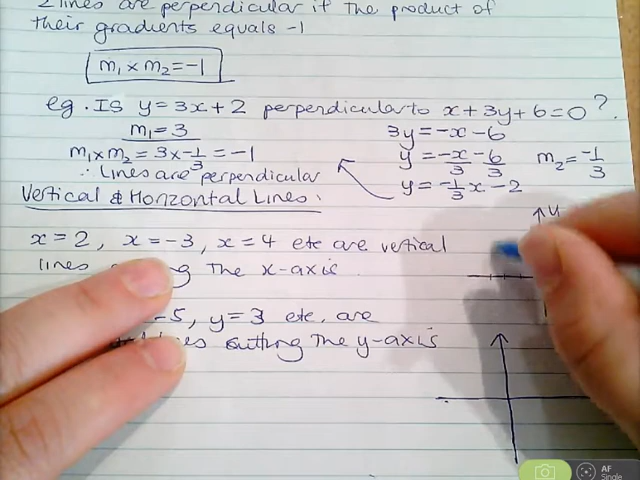 2 lines are perpendicular if the product of
their gradients equals -1
m₁ × m₂ = -1
eg. Is y = 3x + 2 perpendicular to x + 3y + 6 = 0?
m₁ = 3
3y = -x - 6
m₁ × m₂ = 3 × -1/3 = -1
y = -x/3 - 6/3
m₂ = -1/3
∴ Lines are perpendicular
y = -1/3 x - 2
Vertical & Horizontal Lines:
x = 2, x = -3, x = 4 etc are vertical
lines the x-axis
-5, y = 3 etc. are
cutting the y-axis
y
AF
Single